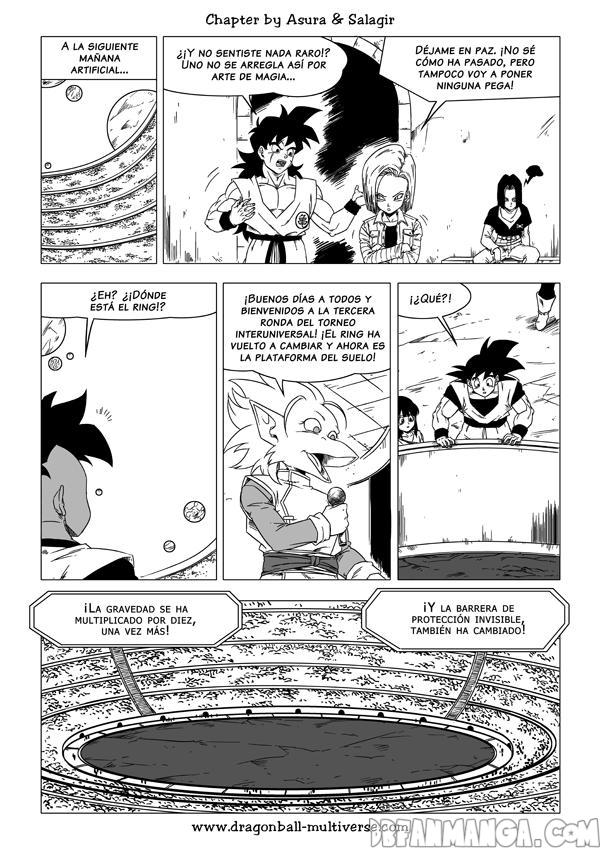 Chapter by Asura & Salagir
A LA SIGUIENTE
MAÑANA
ARTIFICIAL...
¿¡Y NO SENTISTE NADA RARO!?
UNO NO SE ARREGLA ASÍ POR
ARTE DE MAGIA...
DÉJAME EN PAZ. ¡NO SÉ
CÓMO HA PASADO, PERO
TAMPOCO VOY A PONER
NINGUNA PEGA!
¿EH? ¿¡DÓNDE
ESTÁ EL RING!?
¡BUENOS DÍAS A TODOS Y
BIENVENIDOS A LA TERCERA
RONDA DEL TORNEO
INTERUNIVERSAL! ¡EL RING HA
VUELTO A CAMBIAR Y AHORA ES
LA PLATAFORMA DEL SUELO!
¡¿QUÉ?!
¡LA GRAVEDAD SE HA
MULTIPLICADO POR DIEZ,
UNA VEZ MÁS!
¡Y LA BARRERA DE
PROTECCIÓN INVISIBLE,
TAMBIÉN HA CAMBIADO!
www.dragonball-multiverse.com
DBFANMANGA.COM